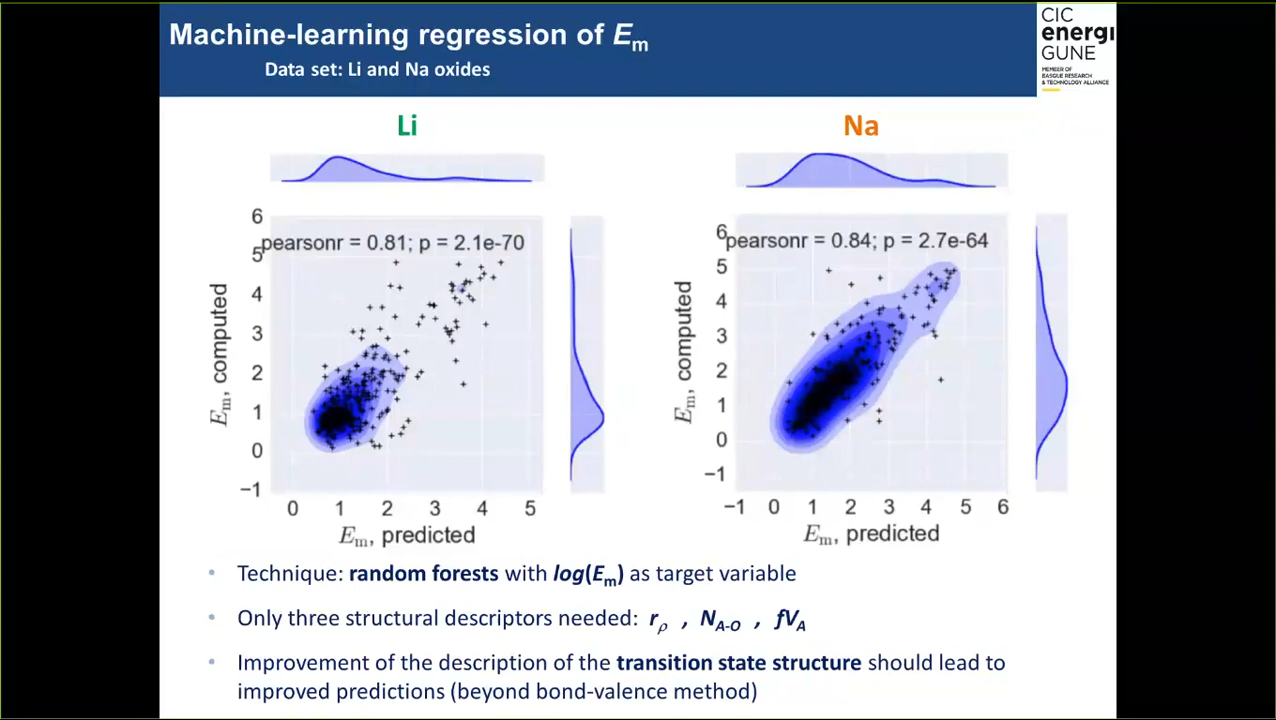 Machine-learning regression of Em
Data set: Li and Na oxides
CIC
energi
GUNE
MEMBER OF
BASQUE RESEARCH
& TECHNOLOGY ALLIANCE
Li
Na
pearsonr = 0.81; p = 2.1e-70
Em, computed
6
5
4
3
2
1
0
−1
0 1 2 3 4 5
Em, predicted
pearsonr = 0.84; p = 2.7e-64
Em, computed
6
5
4
3
2
1
0
−1
−1 0 1 2 3 4 5 6
Em, predicted
• Technique: random forests with log(Em) as target variable
• Only three structural descriptors needed: rρ , NA-O , fVA
• Improvement of the description of the transition state structure should lead to
improved predictions (beyond bond-valence method)